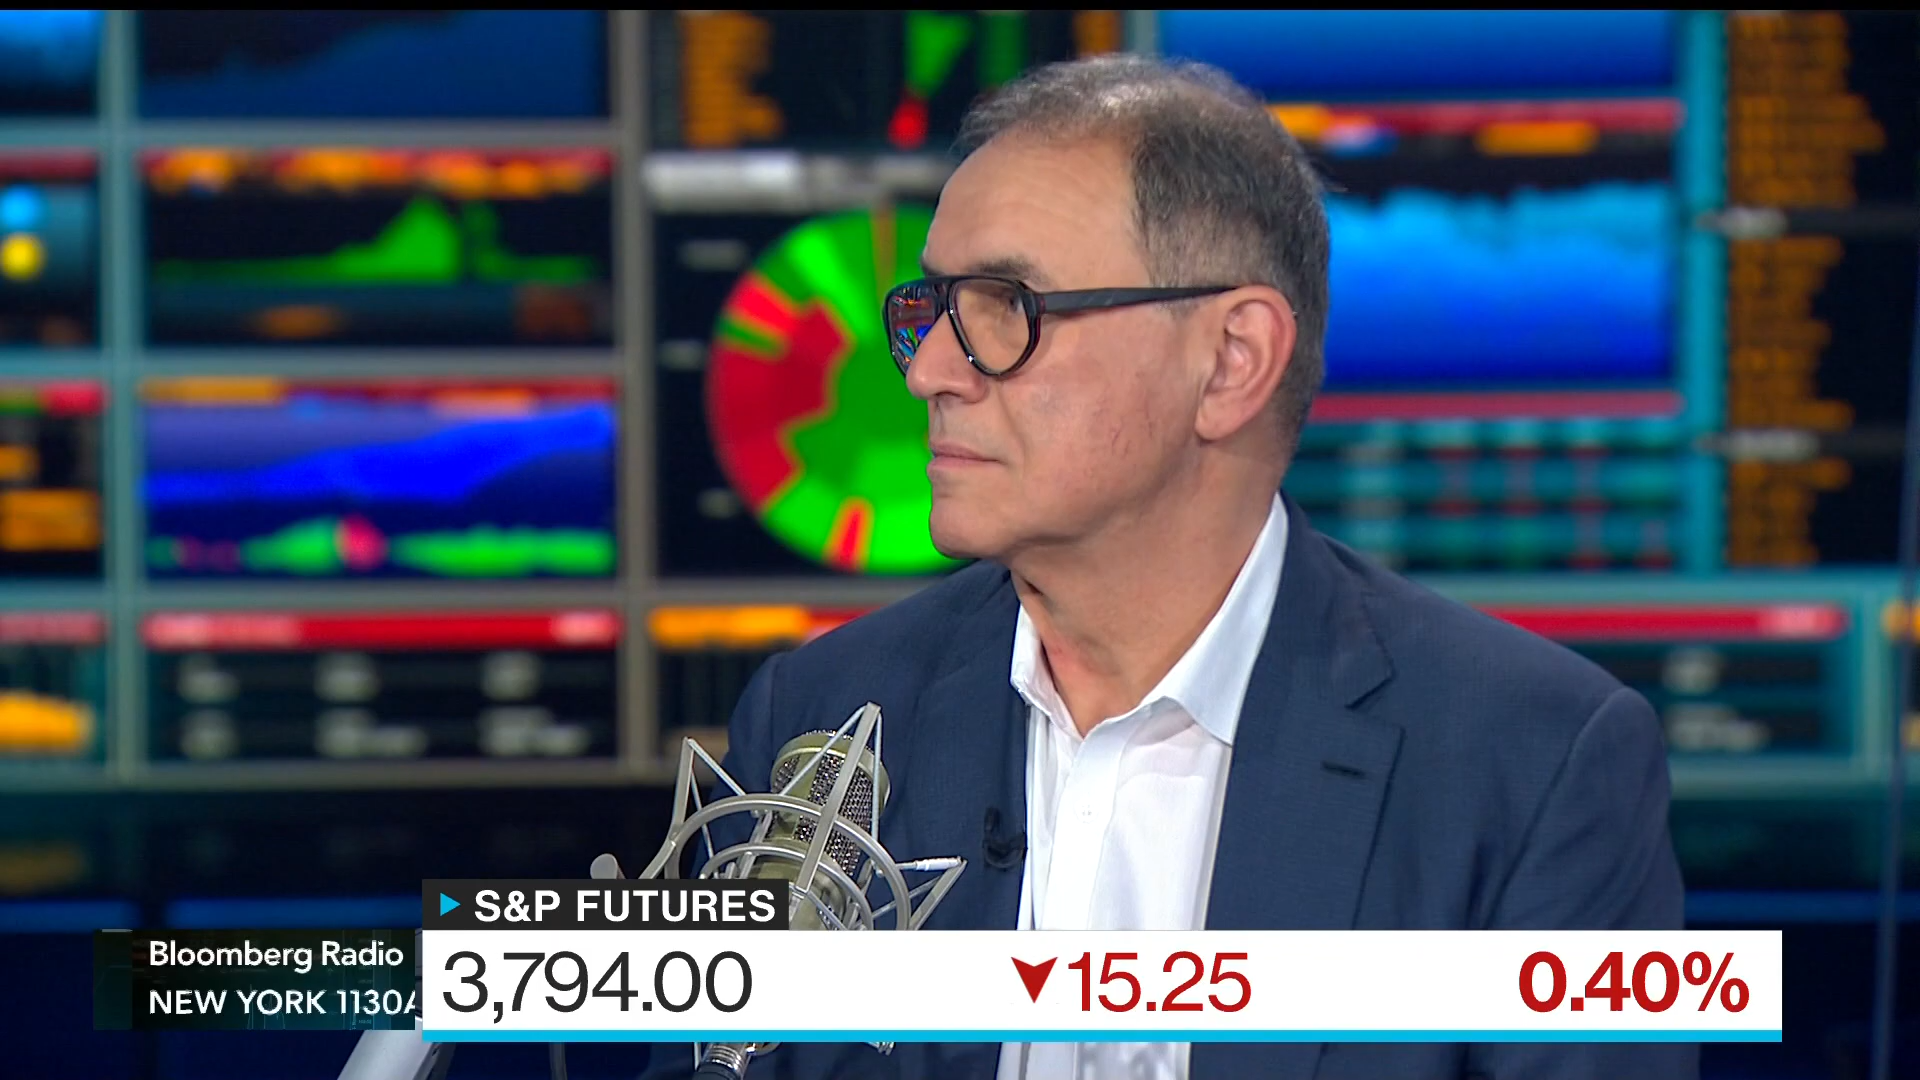 S&P FUTURES
Bloomberg Radio
NEW YORK 1130A
3,794.00 15.25 0.40%